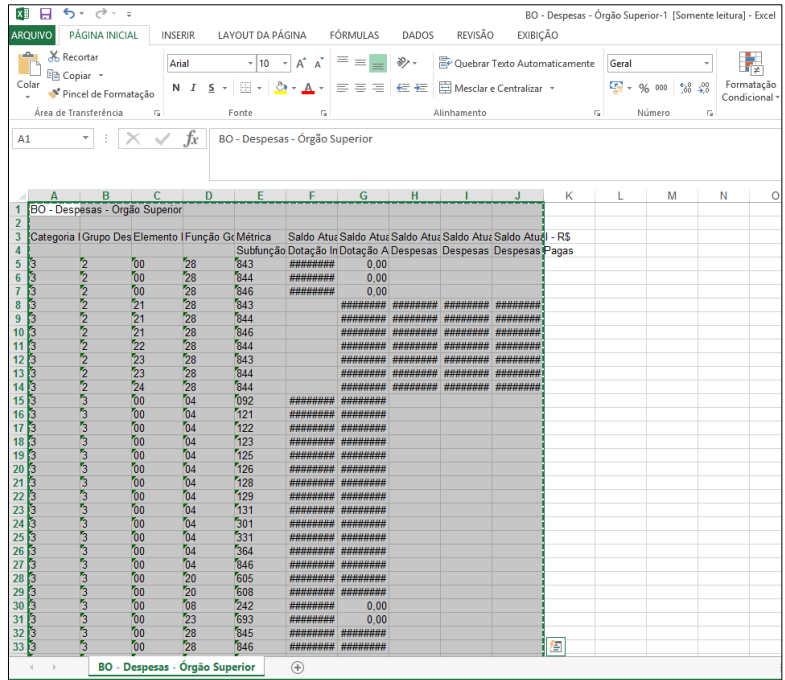 BO - Despesas - Órgão Superior-1 [Somente leitura] - Excel
ARQUIVO PÁGINA INICIAL INSERIR LAYOUT DA PÁGINA FÓRMULAS DADOS REVISÃO EXIBIÇÃO
Recortar
Copiar
Pincel de Formatação
Colar
Arial 10
N I S
Quebrar Texto Automaticamente
Mesclar e Centralizar
Geral
% 000
Formatação
Condicional
Área de Transferência Fonte Alinhamento Número
A1 fx BO - Despesas - Órgão Superior
A B C D E F G H I J K L M N O
1 BO - Despesas - Órgão Superior
2
3 Categoria I Grupo Des Elemento I Função Go Métrica Saldo Atua Saldo Atua Saldo Atua Saldo Atua Saldo Atual - R$
4 Subfunção Dotação In Dotação A Despesas Despesas Despesas Pagas
5 3 2 00 28 843 ######## 0,00
6 3 2 00 28 844 ######## 0,00
7 3 2 00 28 846 ######## 0,00
8 3 2 21 28 843 ######## ######## ######## ########
9 3 2 21 28 844 ######## ######## ######## ########
10 3 2 21 28 846 ######## ######## ######## ########
11 3 2 22 28 844 ######## ######## ######## ########
12 3 2 23 28 843 ######## ######## ######## ########
13 3 2 23 28 844 ######## ######## ######## ########
14 3 2 24 28 844 ######## ######## ######## ########
15 3 3 00 04 092 ######## ########
16 3 3 00 04 121 ######## ########
17 3 3 00 04 122 ######## ########
18 3 3 00 04 123 ######## ########
19 3 3 00 04 125 ######## ########
20 3 3 00 04 126 ######## ########
21 3 3 00 04 128 ######## ########
22 3 3 00 04 129 ######## ########
23 3 3 00 04 131 ######## ########
24 3 3 00 04 301 ######## ########
25 3 3 00 04 331 ######## ########
26 3 3 00 04 364 ######## ########
27 3 3 00 04 846 ######## ########
28 3 3 00 20 605 ######## ########
29 3 3 00 20 608 ######## ########
30 3 3 00 08 242 ######## 0,00
31 3 3 00 23 693 ######## 0,00
32 3 3 00 28 845 ######## ########
33 3 3 00 28 846 ######## ########
BO - Despesas - Órgão Superior